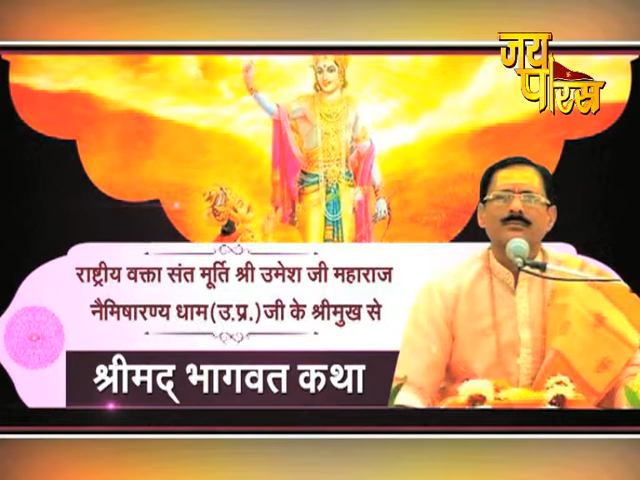 जय
पारस
राष्ट्रीय वक्ता संत मूर्ति श्री उमेश जी महाराज
नैमिषारण्य धाम(उ.प्र.)जी के श्रीमुख से
श्रीमद् भागवत कथा